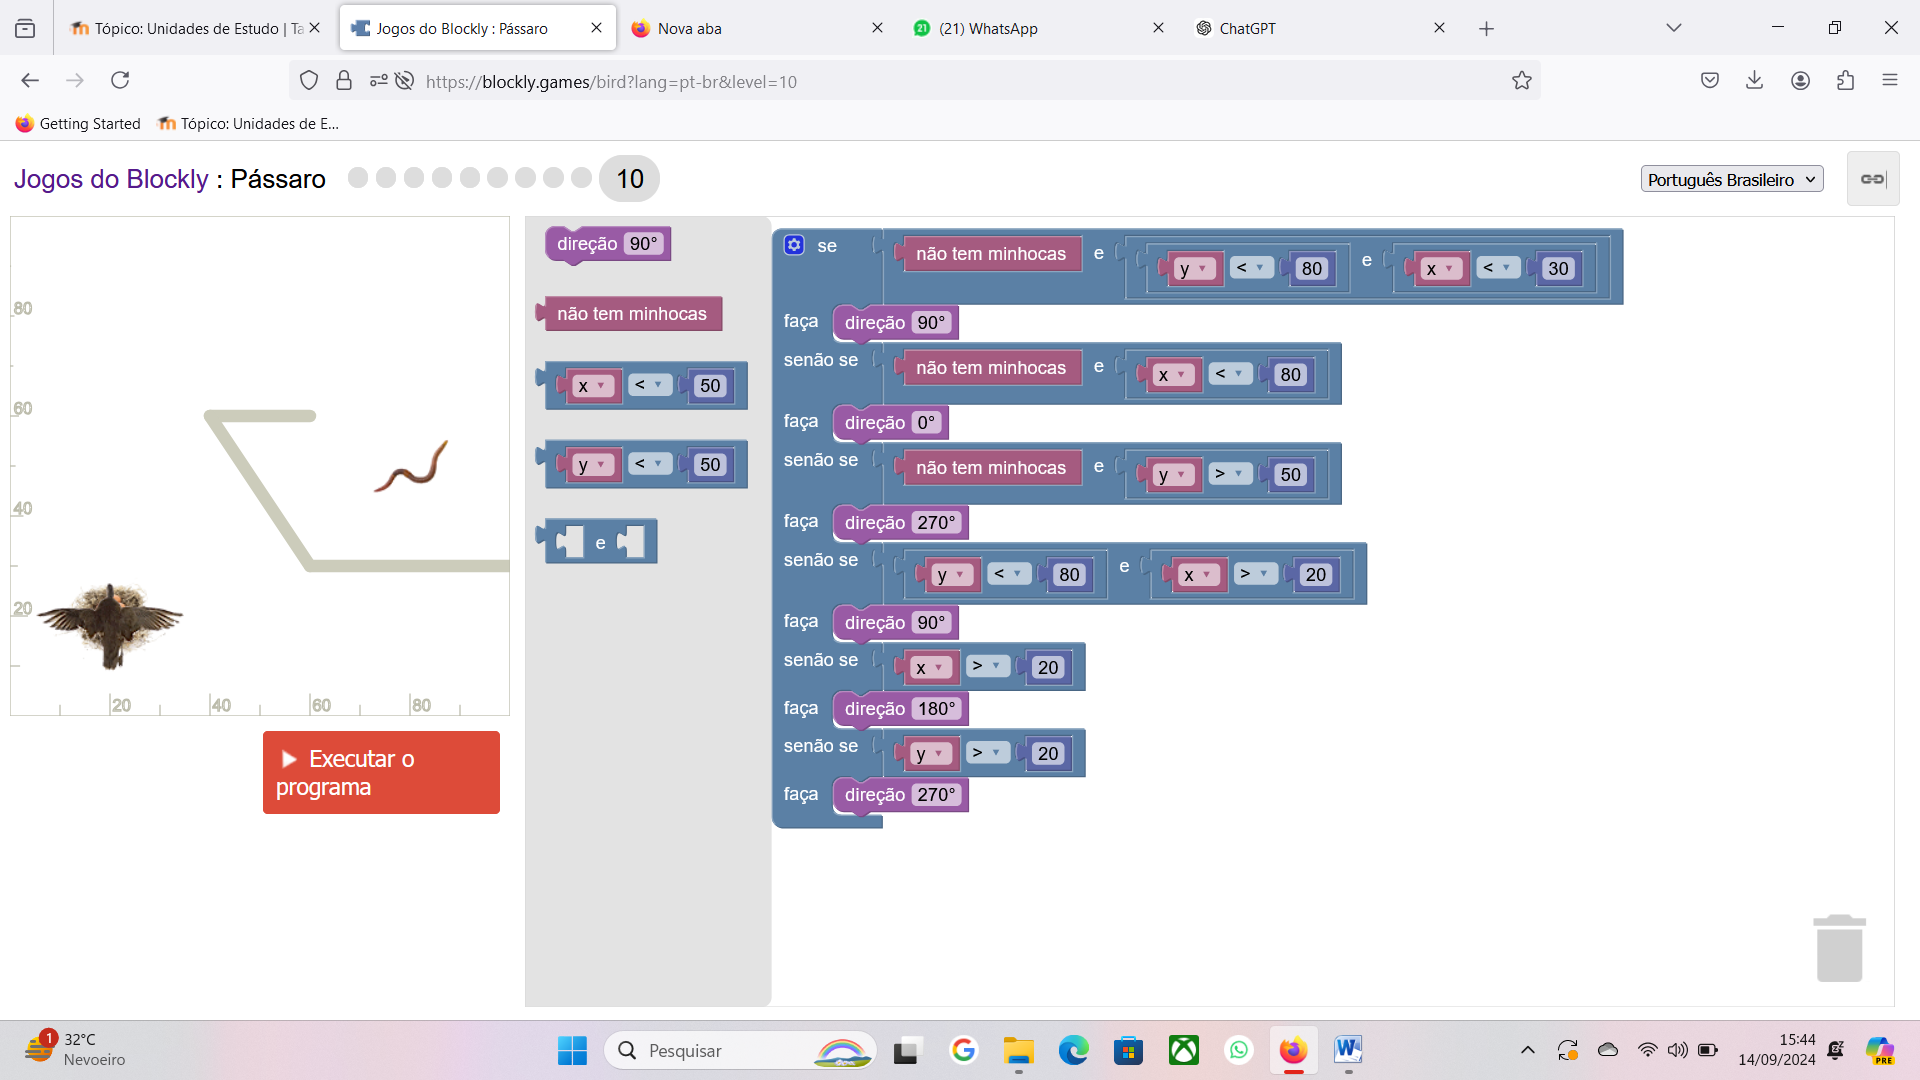 Tópico: Unidades de Estudo | Ta
Jogos do Blockly : Pássaro
Nova aba
21
(21) WhatsApp
ChatGPT
https://blockly.games/bird?lang=pt-br&level=10
Getting Started
Tópico: Unidades de E...
Jogos do Blockly : Pássaro
10
Português Brasileiro
80
60
40
20
20
40
60
80
Executar o
programa
direção 90°
não tem minhocas
x < 50
y < 50
e
se não tem minhocas e y < 80 e x < 30
faça direção 90°
senão se não tem minhocas e x < 80
faça direção 0°
senão se não tem minhocas e y > 50
faça direção 270°
senão se y < 80 e x > 20
faça direção 90°
senão se x > 20
faça direção 180°
senão se y > 20
faça direção 270°
1
32°C
Nevoeiro
Pesquisar
PRE
15:44
14/09/2024